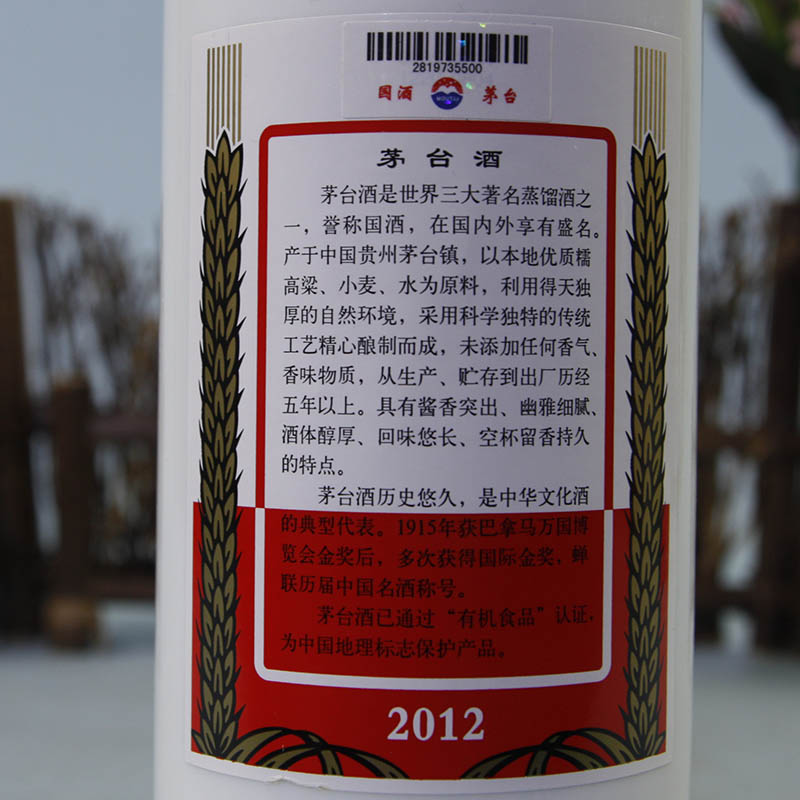 2819735500
国酒 MOUTAI 茅台
茅台酒
茅台酒是世界三大著名蒸馏酒之
一，誉称国酒，在国内外享有盛名。
产于中国贵州茅台镇，以本地优质糯
高粱、小麦、水为原料，利用得天独
厚的自然环境，采用科学独特的传统
工艺精心酿制而成，未添加任何香气、
香味物质，从生产、贮存到出厂历经
五年以上。具有酱香突出、幽雅细腻、
酒体醇厚、回味悠长、空杯留香持久
的特点。
茅台酒历史悠久，是中华文化酒
的典型代表。1915年获巴拿马万国博
览会金奖后，多次获得国际金奖，蝉
联历届中国名酒称号。
茅台酒已通过“有机食品”认证，
为中国地理标志保护产品。
2012